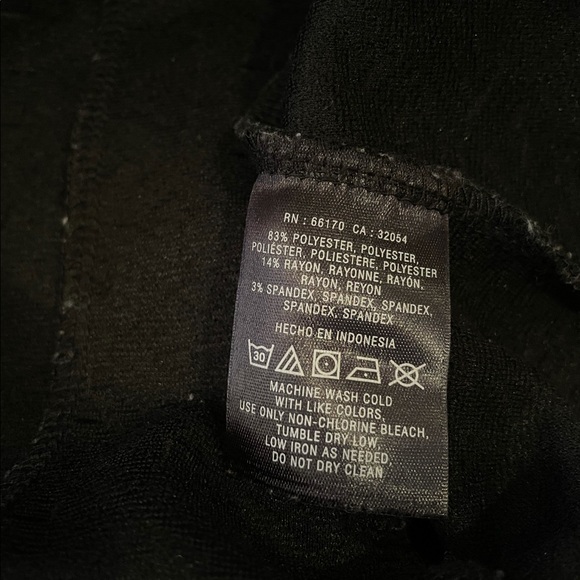 RN : 66170 CA : 32054
83% POLYESTER, POLYESTER,
POLIÉSTER, POLIESTERE, POLYESTER
14% RAYON, RAYONNE, RAYÓN,
RAYON, REYON
3% SPANDEX, SPANDEX, SPANDEX,
SPANDEX, SPANDEX
HECHO EN INDONESIA
30
MACHINE WASH COLD
WITH LIKE COLORS,
USE ONLY NON-CHLORINE BLEACH,
TUMBLE DRY LOW,
LOW IRON AS NEEDED,
DO NOT DRY CLEAN